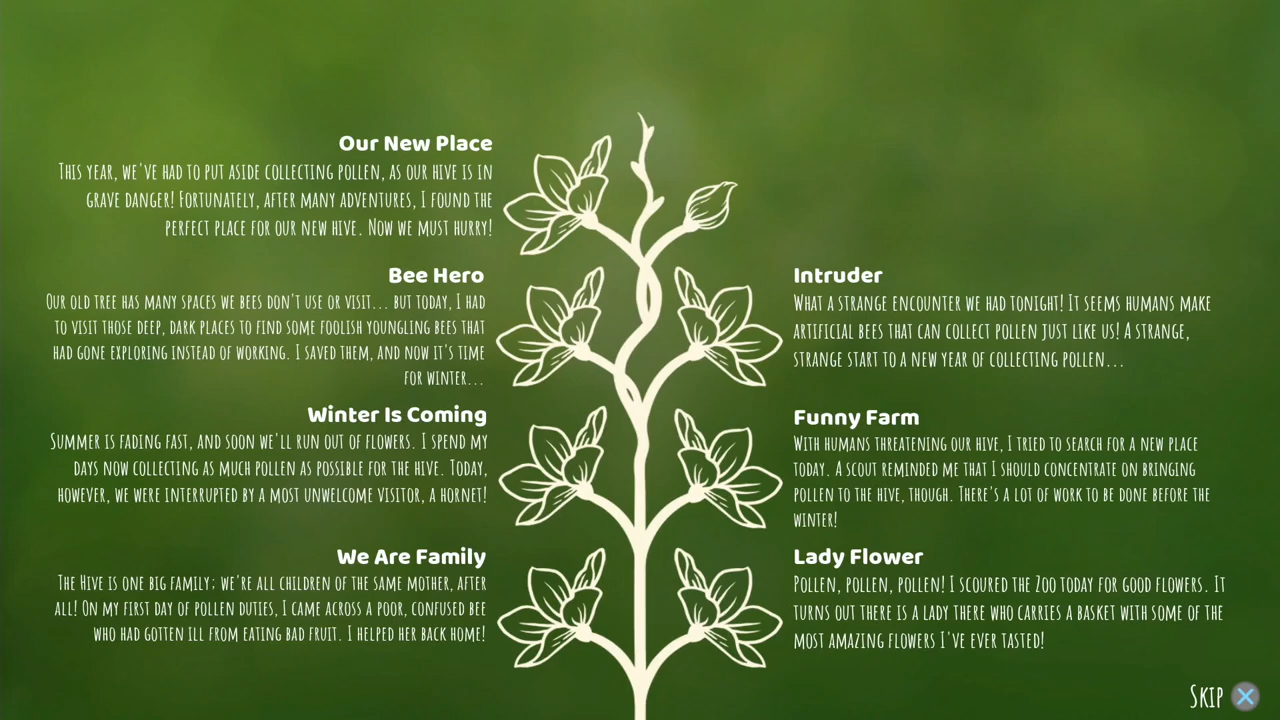 Our New Place
This year, we've had to put aside collecting pollen, as our hive is in
grave danger! Fortunately, after many adventures, I found the
perfect place for our new hive. Now we must hurry!
Bee Hero
Our old tree has many spaces we bees don't use or visit... but today, I had
to visit those deep, dark places to find some foolish youngling bees that
had gone exploring instead of working. I saved them, and now it's time
for winter...
Winter Is Coming
Summer is fading fast, and soon we'll run out of flowers. I spend my
days now collecting as much pollen as possible for the hive. Today,
however, we were interrupted by a most unwelcome visitor, a hornet!
We Are Family
The Hive is one big family; we're all children of the same mother, after
all! On my first day of pollen duties, I came across a poor, confused bee
who had gotten ill from eating bad fruit. I helped her back home!
Intruder
What a strange encounter we had tonight! It seems humans make
artificial bees that can collect pollen just like us! A strange,
strange start to a new year of collecting pollen...
Funny Farm
With humans threatening our hive, I tried to search for a new place
today. A scout reminded me that I should concentrate on bringing
pollen to the hive, though. There's a lot of work to be done before the
winter!
Lady Flower
Pollen, pollen, pollen! I scoured the Zoo today for good flowers. It
turns out there is a lady there who carries a basket with some of the
most amazing flowers I've ever tasted!
Skip